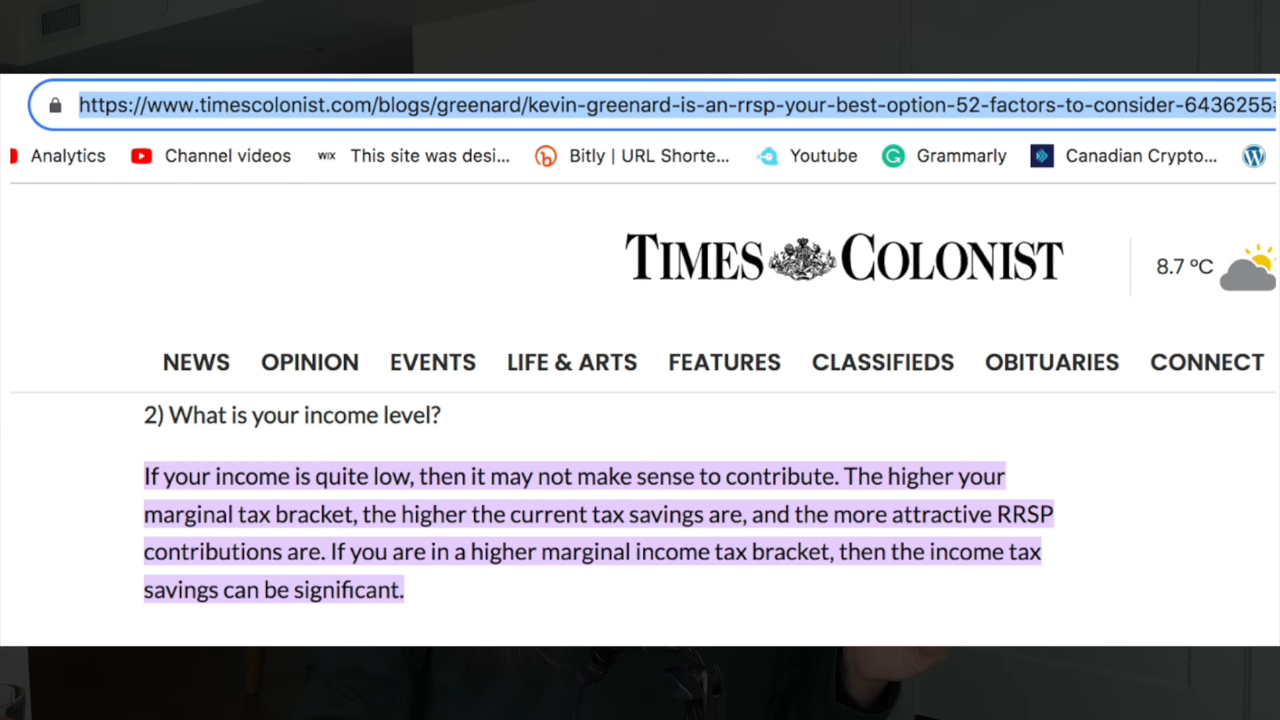 https://www.timescolonist.com/blogs/greenard/kevin-greenard-is-an-rrsp-your-best-option-52-factors-to-consider-6436255
Analytics Channel videos WiX This site was desi... Bitly | URL Shorte... Youtube Grammarly Canadian Crypto...
TIMES COLONIST
8.7 ºC
NEWS OPINION EVENTS LIFE & ARTS FEATURES CLASSIFIEDS OBITUARIES CONNECT
2) What is your income level?
If your income is quite low, then it may not make sense to contribute. The higher your
marginal tax bracket, the higher the current tax savings are, and the more attractive RRSP
contributions are. If you are in a higher marginal income tax bracket, then the income tax
savings can be significant.